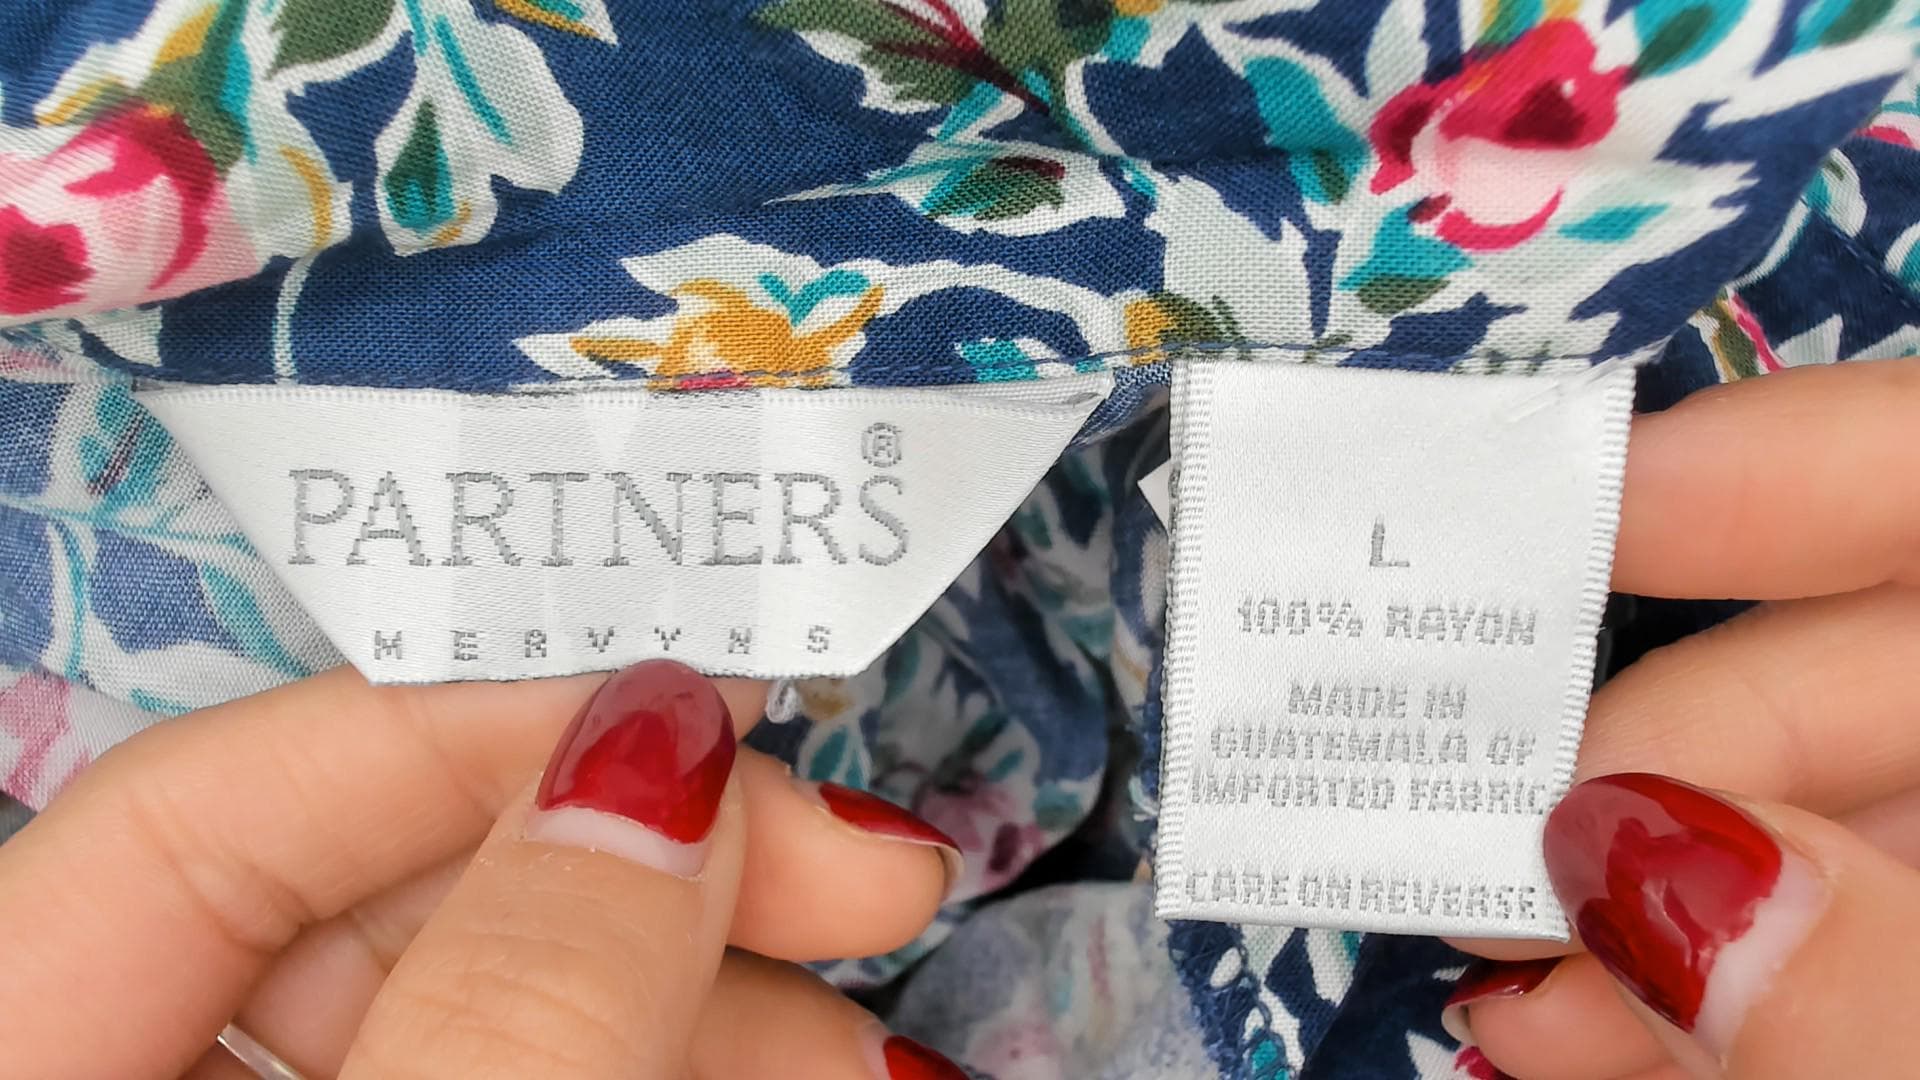 PARTNERS®
MERVYNS
L
100% RAYON
MADE IN
GUATEMALA OF
IMPORTED FABRIC
CARE ON REVERSE